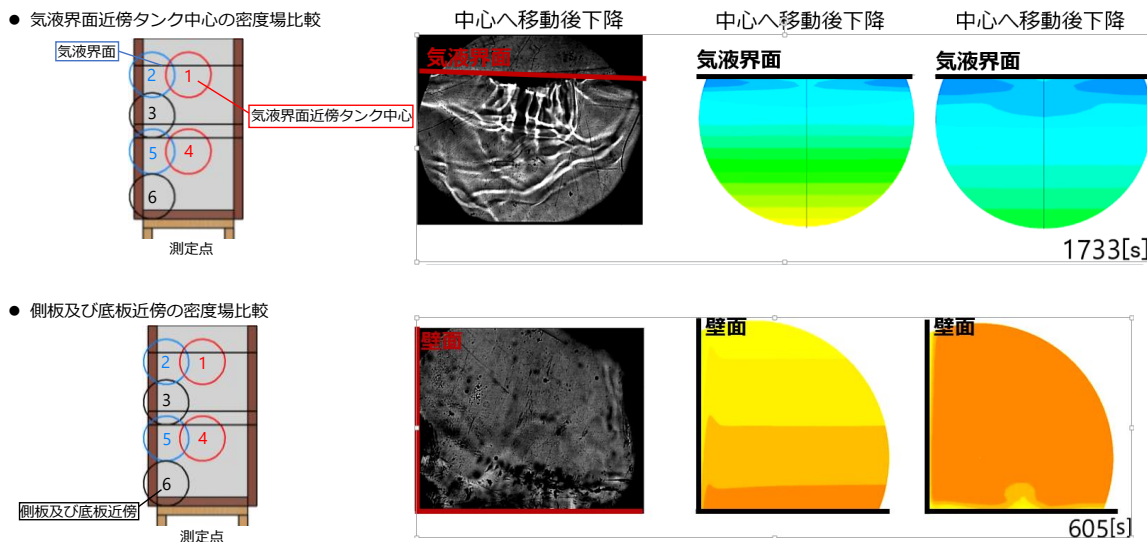 ● 気液界面近傍タンク中心の密度場比較
中心へ移動後下降
中心へ移動後下降
中心へ移動後下降
気液界面
2
1
3
5
4
6
気液界面近傍タンク中心
測定点
気液界面
気液界面
気液界面
1733[s]
● 側板及び底板近傍の密度場比較
2
1
3
5
4
6
側板及び底板近傍
測定点
壁面
壁面
壁面
605[s]